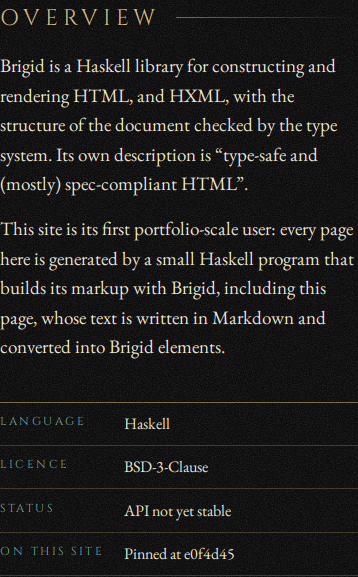 OVERVIEW
Brigid is a Haskell library for constructing and
rendering HTML, and HXML, with the
structure of the document checked by the type
system. Its own description is “type-safe and
(mostly) spec-compliant HTML”.
This site is its first portfolio-scale user: every page
here is generated by a small Haskell program that
builds its markup with Brigid, including this
page, whose text is written in Markdown and
converted into Brigid elements.
LANGUAGE Haskell
LICENCE BSD-3-Clause
STATUS API not yet stable
ON THIS SITE Pinned at e0f4d45